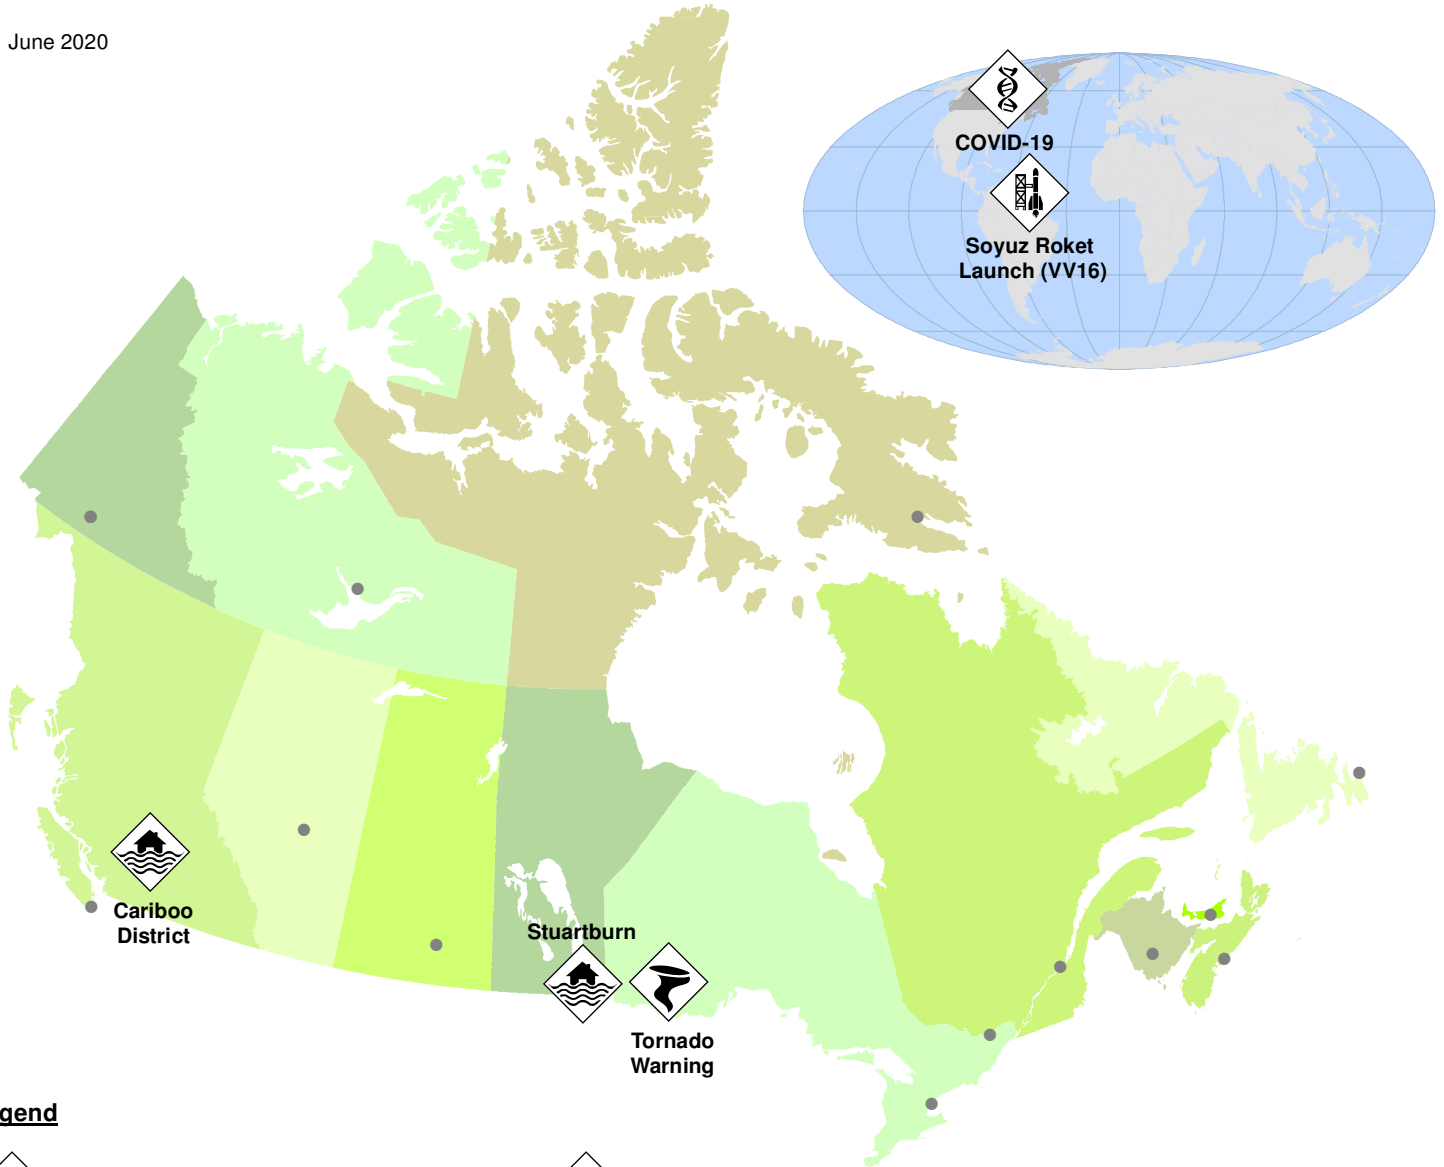 June 2020
COVID-19
Soyuz Roket
Launch (VV16)
Cariboo
District
Stuartburn
Tornado
Warning
gend